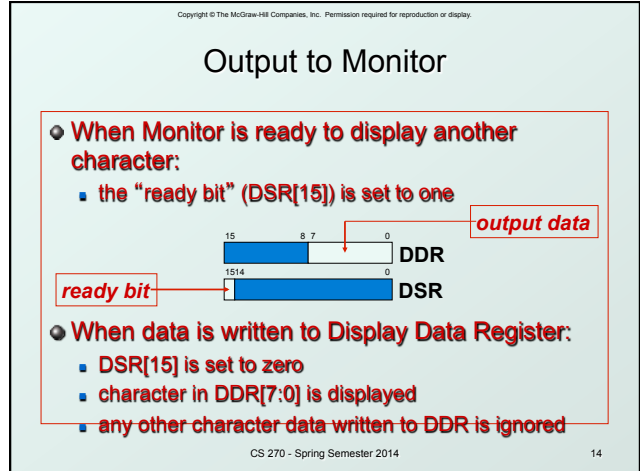 Copyright © The McGraw-Hill Companies, Inc. Permission required for reproduction or display.
Output to Monitor
When Monitor is ready to display another
character:
the “ready bit” (DSR[15]) is set to one
output data
15 8 7 0
DDR
1514 0
ready bit
DSR
When data is written to Display Data Register:
DSR[15] is set to zero
character in DDR[7:0] is displayed
any other character data written to DDR is ignored
CS 270 - Spring Semester 2014
14